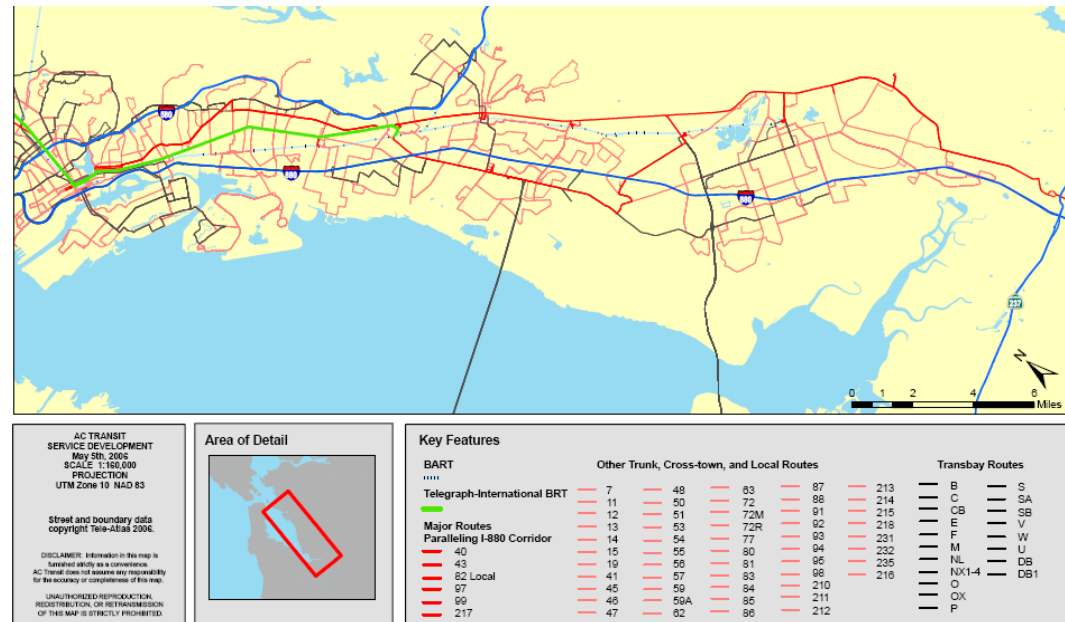 580
880
880
237
N
0 1 2 4 6
Miles
AC TRANSIT
SERVICE DEVELOPMENT
May 5th, 2006
SCALE 1:160,000
PROJECTION
UTM Zone 10 NAD 83
Street and boundary data
copyright Tele-Atlas 2006.
DISCLAIMER: Information in this map is
furnished strictly as a convenience.
AC Transit does not assume any responsibility
for the accuracy or completeness of this map.
UNAUTHORIZED REPRODUCTION,
REDISTRIBUTION, OR RETRANSMISSION
OF THIS MAP IS STRICTLY PROHIBITED.
Area of Detail
Key Features
BART
Telegraph-International BRT
Major Routes
Paralleling I-880 Corridor
40
43
82 Local
97
99
217
Other Trunk, Cross-town, and Local Routes
7
11
12
13
14
15
19
41
45
46
47
48
50
51
53
54
55
56
57
59
59A
62
63
72
72M
72R
77
80
81
83
84
85
86
87
88
91
92
93
94
95
98
210
211
212
213
214
215
218
231
232
235
216
Transbay Routes
B
C
CB
E
F
M
NL
NX1-4
O
OX
P
S
SA
SB
V
W
U
DB
DB1